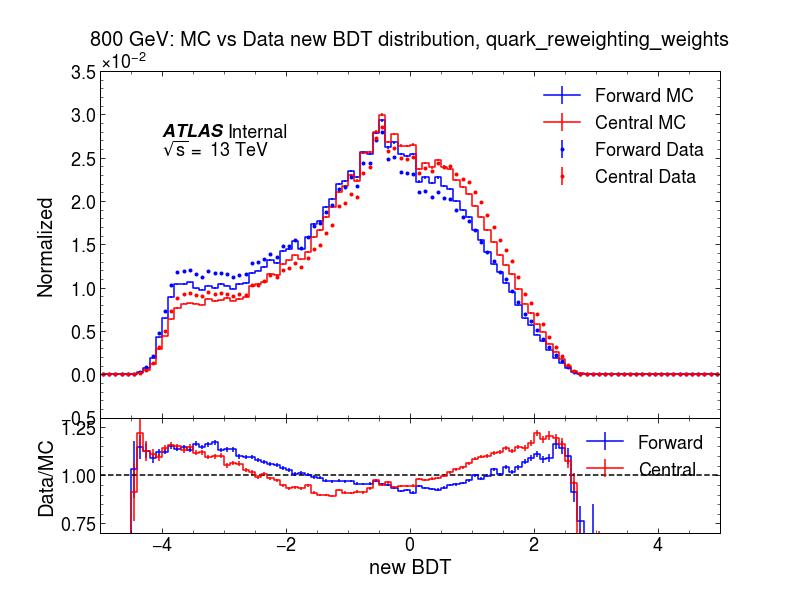 800 GeV: MC vs Data new BDT distribution, quark_reweighting_weights
×10⁻²
3.5
3.0
2.5
2.0
1.5
1.0
0.5
0.0
0.5
Normalized
ATLAS Internal
√s = 13 TeV
Forward MC
Central MC
Forward Data
Central Data
1.25
1.00
0.75
Data/MC
Forward
Central
−4 −2 0 2 4
new BDT